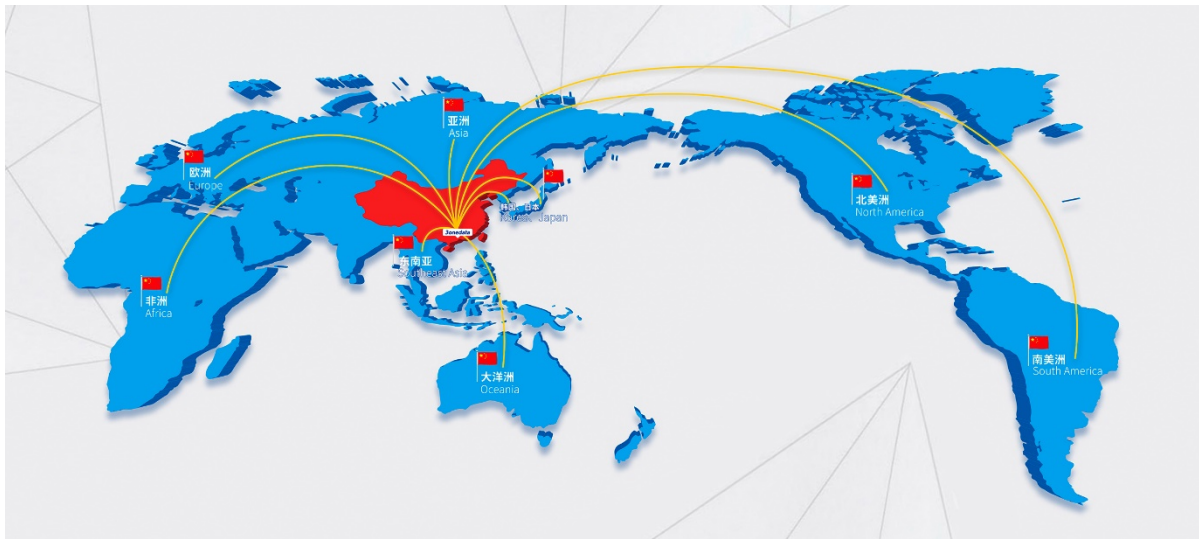 亚洲
Asia
欧洲
Europe
韩国、日本
Korea、Japan
北美洲
North America
3onedata
东南亚
Southeast Asia
非洲
Africa
大洋洲
Oceania
南美洲
South America